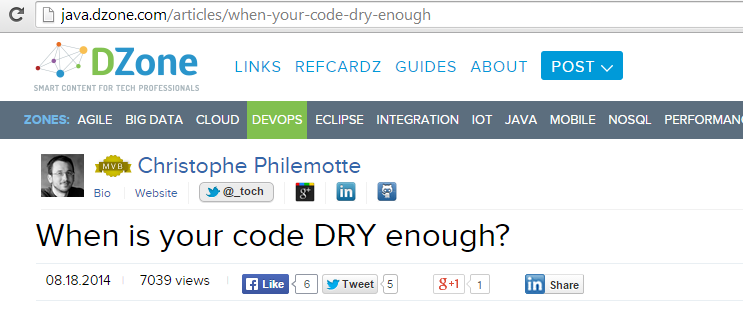 java.dzone.com/articles/when-your-code-dry-enough
DZone
SMART CONTENT FOR TECH PROFESSIONALS
LINKS REFCARDZ GUIDES ABOUT POST
ZONES: AGILE BIG DATA CLOUD DEVOPS ECLIPSE INTEGRATION IOT JAVA MOBILE NOSQL PERFORMAN
MVB Christophe Philemotte
Bio Website @_toch g+ in
When is your code DRY enough?
08.18.2014 7039 views f Like 6 Tweet 5 g+1 1 in Share